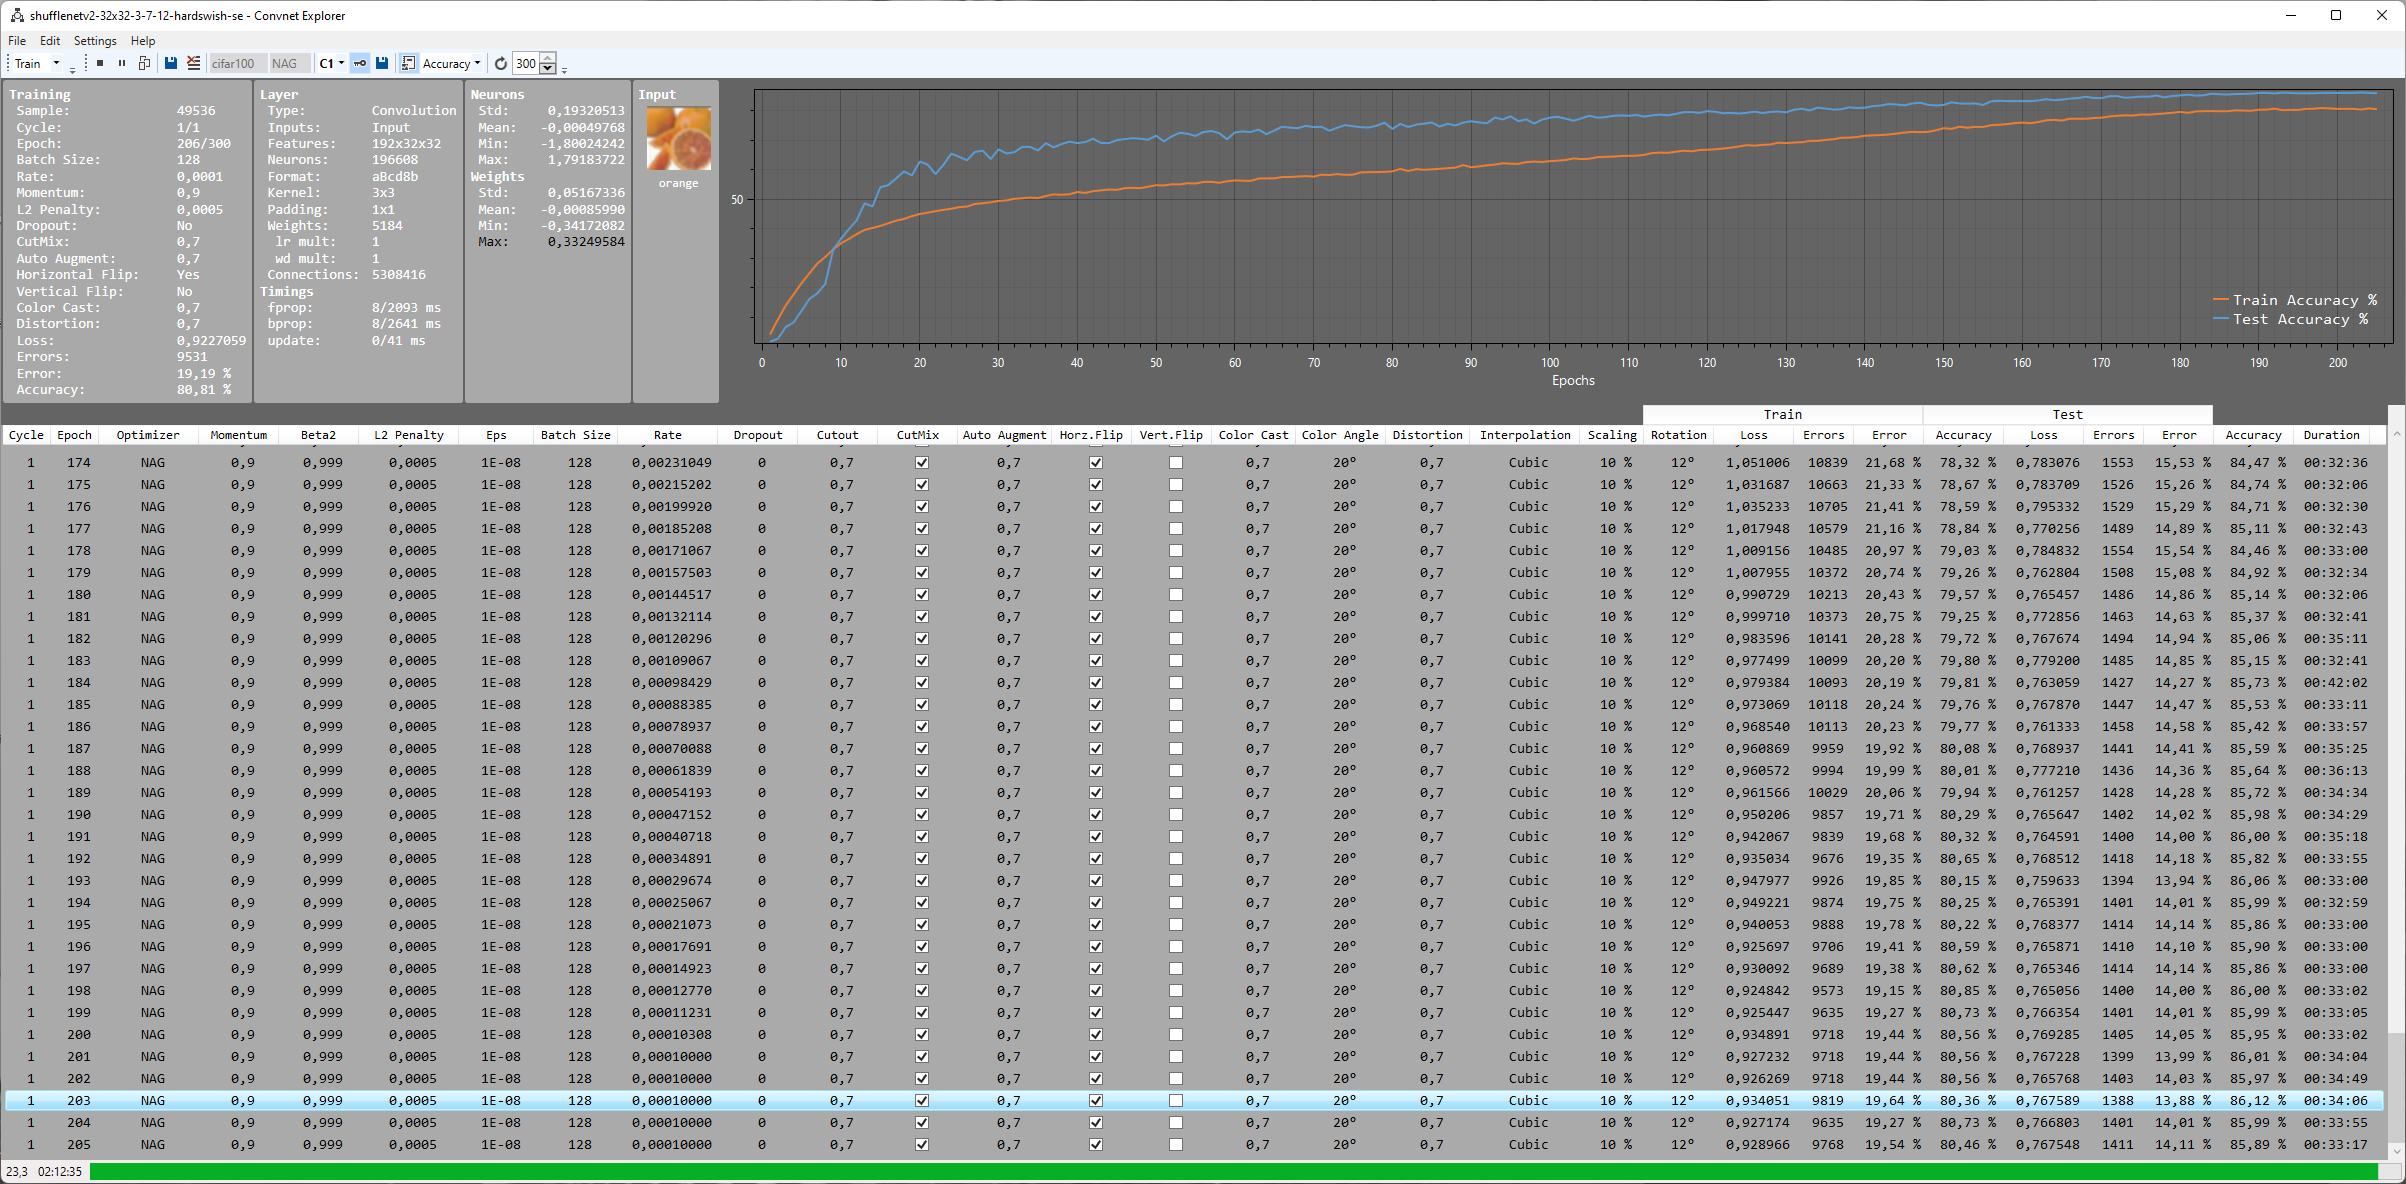 shufflenetv2-32x32-3-7-12-hardswish-se - Convnet Explorer
File Edit Settings Help
Train cifar100 NAG C1 Accuracy 300
Training
Sample: 49536
Cycle: 1/1
Epoch: 206/300
Batch Size: 128
Rate: 0,0001
Momentum: 0,9
L2 Penalty: 0,0005
Dropout: No
CutMix: 0,7
Auto Augment: 0,7
Horizontal Flip: Yes
Vertical Flip: No
Color Cast: 0,7
Distortion: 0,7
Loss: 0,9227059
Errors: 9531
Error: 19,19 %
Accuracy: 80,81 %
Layer
Type: Convolution
Inputs: Input
Features: 192x32x32
Neurons: 196608
Format: aBcd8b
Kernel: 3x3
Padding: 1x1
Weights: 5184
lr mult: 1
wd mult: 1
Connections: 5308416
Timings
fprop: 8/2093 ms
bprop: 8/2641 ms
update: 0/41 ms
Neurons
Std: 0,19320513
Mean: -0,00049768
Min: -1,80024242
Max: 1,79183722
Weights
Std: 0,05167336
Mean: -0,00085990
Min: -0,34172082
Max: 0,33249584
Input
orange
50
Train Accuracy %
Test Accuracy %
0 10 20 30 40 50 60 70 80 90 100 110 120 130 140 150 160 170 180 190 200
Epochs
Train Test
Cycle Epoch Optimizer Momentum Beta2 L2 Penalty Eps Batch Size Rate Dropout Cutout CutMix Auto Augment Horz.Flip Vert.Flip Color Cast Color Angle Distortion Interpolation Scaling Rotation Loss Errors Error Accuracy Loss Errors Error Accuracy Duration
1 174 NAG 0,9 0,999 0,0005 1E-08 128 0,00231049 0 0,7 0,7 0,7 20º 0,7 Cubic 10 % 12º 1,051006 10839 21,68 % 78,32 % 0,783076 1553 15,53 % 84,47 % 00:32:36
1 175 NAG 0,9 0,999 0,0005 1E-08 128 0,00215202 0 0,7 0,7 0,7 20º 0,7 Cubic 10 % 12º 1,031687 10663 21,33 % 78,67 % 0,783709 1526 15,26 % 84,74 % 00:32:06
1 176 NAG 0,9 0,999 0,0005 1E-08 128 0,00199920 0 0,7 0,7 0,7 20º 0,7 Cubic 10 % 12º 1,035233 10705 21,41 % 78,59 % 0,795332 1529 15,29 % 84,71 % 00:32:30
1 177 NAG 0,9 0,999 0,0005 1E-08 128 0,00185208 0 0,7 0,7 0,7 20º 0,7 Cubic 10 % 12º 1,017948 10579 21,16 % 78,84 % 0,770256 1489 14,89 % 85,11 % 00:32:43
1 178 NAG 0,9 0,999 0,0005 1E-08 128 0,00171067 0 0,7 0,7 0,7 20º 0,7 Cubic 10 % 12º 1,009156 10485 20,97 % 79,03 % 0,784832 1554 15,54 % 84,46 % 00:33:00
1 179 NAG 0,9 0,999 0,0005 1E-08 128 0,00157503 0 0,7 0,7 0,7 20º 0,7 Cubic 10 % 12º 1,007955 10372 20,74 % 79,26 % 0,762804 1508 15,08 % 84,92 % 00:32:34
1 180 NAG 0,9 0,999 0,0005 1E-08 128 0,00144517 0 0,7 0,7 0,7 20º 0,7 Cubic 10 % 12º 0,990729 10213 20,43 % 79,57 % 0,765457 1486 14,86 % 85,14 % 00:32:06
1 181 NAG 0,9 0,999 0,0005 1E-08 128 0,00132114 0 0,7 0,7 0,7 20º 0,7 Cubic 10 % 12º 0,999710 10373 20,75 % 79,25 % 0,772856 1463 14,63 % 85,37 % 00:32:41
1 182 NAG 0,9 0,999 0,0005 1E-08 128 0,00120296 0 0,7 0,7 0,7 20º 0,7 Cubic 10 % 12º 0,983596 10141 20,28 % 79,72 % 0,767674 1494 14,94 % 85,06 % 00:35:11
1 183 NAG 0,9 0,999 0,0005 1E-08 128 0,00109067 0 0,7 0,7 0,7 20º 0,7 Cubic 10 % 12º 0,977499 10099 20,20 % 79,80 % 0,779200 1485 14,85 % 85,15 % 00:32:41
1 184 NAG 0,9 0,999 0,0005 1E-08 128 0,00098429 0 0,7 0,7 0,7 20º 0,7 Cubic 10 % 12º 0,979384 10093 20,19 % 79,81 % 0,763059 1427 14,27 % 85,73 % 00:42:02
1 185 NAG 0,9 0,999 0,0005 1E-08 128 0,00088385 0 0,7 0,7 0,7 20º 0,7 Cubic 10 % 12º 0,973069 10118 20,24 % 79,76 % 0,767870 1447 14,47 % 85,53 % 00:33:11
1 186 NAG 0,9 0,999 0,0005 1E-08 128 0,00078937 0 0,7 0,7 0,7 20º 0,7 Cubic 10 % 12º 0,968540 10113 20,23 % 79,77 % 0,761333 1458 14,58 % 85,42 % 00:33:57
1 187 NAG 0,9 0,999 0,0005 1E-08 128 0,00070088 0 0,7 0,7 0,7 20º 0,7 Cubic 10 % 12º 0,960869 9959 19,92 % 80,08 % 0,768937 1441 14,41 % 85,59 % 00:35:25
1 188 NAG 0,9 0,999 0,0005 1E-08 128 0,00061839 0 0,7 0,7 0,7 20º 0,7 Cubic 10 % 12º 0,960572 9994 19,99 % 80,01 % 0,777210 1436 14,36 % 85,64 % 00:36:13
1 189 NAG 0,9 0,999 0,0005 1E-08 128 0,00054193 0 0,7 0,7 0,7 20º 0,7 Cubic 10 % 12º 0,961566 10029 20,06 % 79,94 % 0,761257 1428 14,28 % 85,72 % 00:34:34
1 190 NAG 0,9 0,999 0,0005 1E-08 128 0,00047152 0 0,7 0,7 0,7 20º 0,7 Cubic 10 % 12º 0,950206 9857 19,71 % 80,29 % 0,765647 1402 14,02 % 85,98 % 00:34:29
1 191 NAG 0,9 0,999 0,0005 1E-08 128 0,00040718 0 0,7 0,7 0,7 20º 0,7 Cubic 10 % 12º 0,942067 9839 19,68 % 80,32 % 0,764591 1400 14,00 % 86,00 % 00:35:18
1 192 NAG 0,9 0,999 0,0005 1E-08 128 0,00034891 0 0,7 0,7 0,7 20º 0,7 Cubic 10 % 12º 0,935034 9676 19,35 % 80,65 % 0,768512 1418 14,18 % 85,82 % 00:33:55
1 193 NAG 0,9 0,999 0,0005 1E-08 128 0,00029674 0 0,7 0,7 0,7 20º 0,7 Cubic 10 % 12º 0,947977 9926 19,85 % 80,15 % 0,759633 1394 13,94 % 86,06 % 00:33:00
1 194 NAG 0,9 0,999 0,0005 1E-08 128 0,00025067 0 0,7 0,7 0,7 20º 0,7 Cubic 10 % 12º 0,949221 9874 19,75 % 80,25 % 0,765391 1401 14,01 % 85,99 % 00:32:59
1 195 NAG 0,9 0,999 0,0005 1E-08 128 0,00021073 0 0,7 0,7 0,7 20º 0,7 Cubic 10 % 12º 0,940053 9888 19,78 % 80,22 % 0,768377 1414 14,14 % 85,86 % 00:33:00
1 196 NAG 0,9 0,999 0,0005 1E-08 128 0,00017691 0 0,7 0,7 0,7 20º 0,7 Cubic 10 % 12º 0,925697 9706 19,41 % 80,59 % 0,765871 1410 14,10 % 85,90 % 00:33:00
1 197 NAG 0,9 0,999 0,0005 1E-08 128 0,00014923 0 0,7 0,7 0,7 20º 0,7 Cubic 10 % 12º 0,930092 9689 19,38 % 80,62 % 0,765346 1414 14,14 % 85,86 % 00:33:00
1 198 NAG 0,9 0,999 0,0005 1E-08 128 0,00012770 0 0,7 0,7 0,7 20º 0,7 Cubic 10 % 12º 0,924842 9573 19,15 % 80,85 % 0,765056 1400 14,00 % 86,00 % 00:33:02
1 199 NAG 0,9 0,999 0,0005 1E-08 128 0,00011231 0 0,7 0,7 0,7 20º 0,7 Cubic 10 % 12º 0,925447 9635 19,27 % 80,73 % 0,766354 1401 14,01 % 85,99 % 00:33:05
1 200 NAG 0,9 0,999 0,0005 1E-08 128 0,00010308 0 0,7 0,7 0,7 20º 0,7 Cubic 10 % 12º 0,934891 9718 19,44 % 80,56 % 0,769285 1405 14,05 % 85,95 % 00:33:02
1 201 NAG 0,9 0,999 0,0005 1E-08 128 0,00010000 0 0,7 0,7 0,7 20º 0,7 Cubic 10 % 12º 0,927232 9718 19,44 % 80,56 % 0,767228 1399 13,99 % 86,01 % 00:34:04
1 202 NAG 0,9 0,999 0,0005 1E-08 128 0,00010000 0 0,7 0,7 0,7 20º 0,7 Cubic 10 % 12º 0,926269 9718 19,44 % 80,56 % 0,765768 1403 14,03 % 85,97 % 00:34:49
1 203 NAG 0,9 0,999 0,0005 1E-08 128 0,00010000 0 0,7 0,7 0,7 20º 0,7 Cubic 10 % 12º 0,934051 9819 19,64 % 80,36 % 0,767589 1388 13,88 % 86,12 % 00:34:06
1 204 NAG 0,9 0,999 0,0005 1E-08 128 0,00010000 0 0,7 0,7 0,7 20º 0,7 Cubic 10 % 12º 0,927174 9635 19,27 % 80,73 % 0,766803 1401 14,01 % 85,99 % 00:33:55
1 205 NAG 0,9 0,999 0,0005 1E-08 128 0,00010000 0 0,7 0,7 0,7 20º 0,7 Cubic 10 % 12º 0,928966 9768 19,54 % 80,46 % 0,767548 1411 14,11 % 85,89 % 00:33:17
23,3 02:12:35